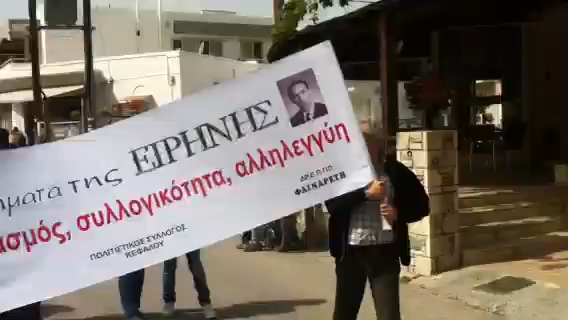 ματα της ΕΙΡΗΝΗΣ
σμός, συλλογικότητα, αλληλεγγύη
ΠΟΛΙΤΙΣΤΙΚΟΣ ΣΥΛΛΟΓΟΣ
ΚΕΦΑΛΟΥ
ΦΑΙΝΑΡΕΤΗ